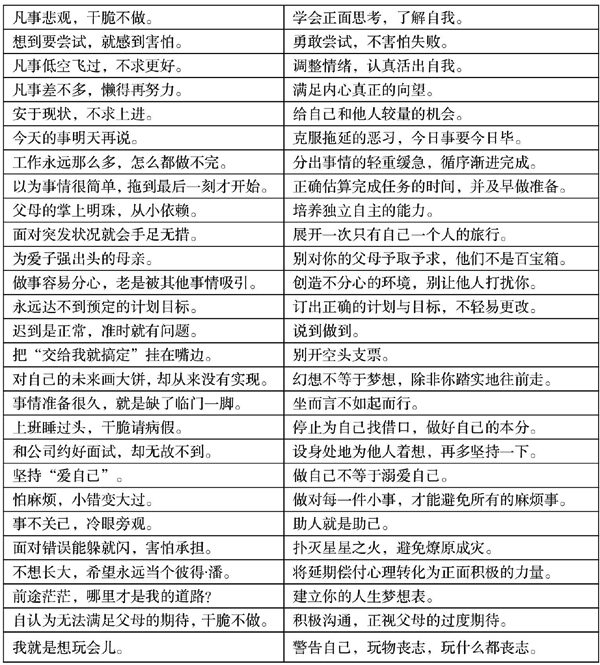 凡事悲观，干脆不做。 学会正面思考，了解自我。
想到要尝试，就感到害怕。 勇敢尝试，不害怕失败。
凡事低空飞过，不求更好。 调整情绪，认真活出自我。
凡事差不多，懒得再努力。 满足内心真正的向望。
安于现状，不求上进。 给自己和他人较量的机会。
今天的事明天再说。 克服拖延的恶习，今日事要今日毕。
工作永远那么多，怎么都做不完。 分出事情的轻重缓急，循序渐进完成。
以为事情很简单，拖到最后一刻才开始。 正确估算完成任务的时间，并及早做准备。
父母的掌上明珠，从小依赖。 培养独立自主的能力。
面对突发状况就会手足无措。 展开一次只有自己一个人的旅行。
为爱子强出头的母亲。 别对你的父母予取予求，他们不是百宝箱。
做事容易分心，老是被其他事情吸引。 创造不分心的环境，别让他人打扰你。
永远达不到预定的计划目标。 订出正确的计划与目标，不轻易更改。
迟到是正常，准时就有问题。 说到做到。
把“交给我就搞定”挂在嘴边。 别开空头支票。
对自己的未来画大饼，却从来没有实现。 幻想不等于梦想，除非你踏实地往前走。
事情准备很久，就是缺了临门一脚。 坐而言不如起而行。
上班睡过头，干脆请病假。 停止为自己找借口，做好自己的本分。
和公司约好面试，却无故不到。 设身处地为他人着想，再多坚持一下。
坚持“爱自己”。 做自己不等于溺爱自己。
怕麻烦，小错变大过。 做对每一件小事，才能避免所有的麻烦事。
事不关己，冷眼旁观。 助人就是助己。
面对错误能躲就闪，害怕承担。 扑灭星星之火，避免燎原成灾。
不想长大，希望永远当个彼得·潘。 将延期偿付心理转化为正面积极的力量。
前途茫茫，哪里才是我的道路？ 建立你的人生梦想表。
自认为无法满足父母的期待，干脆不做。 积极沟通，正视父母的过度期待。
我就是想玩会儿。 警告自己，玩物丧志，玩什么都丧志。